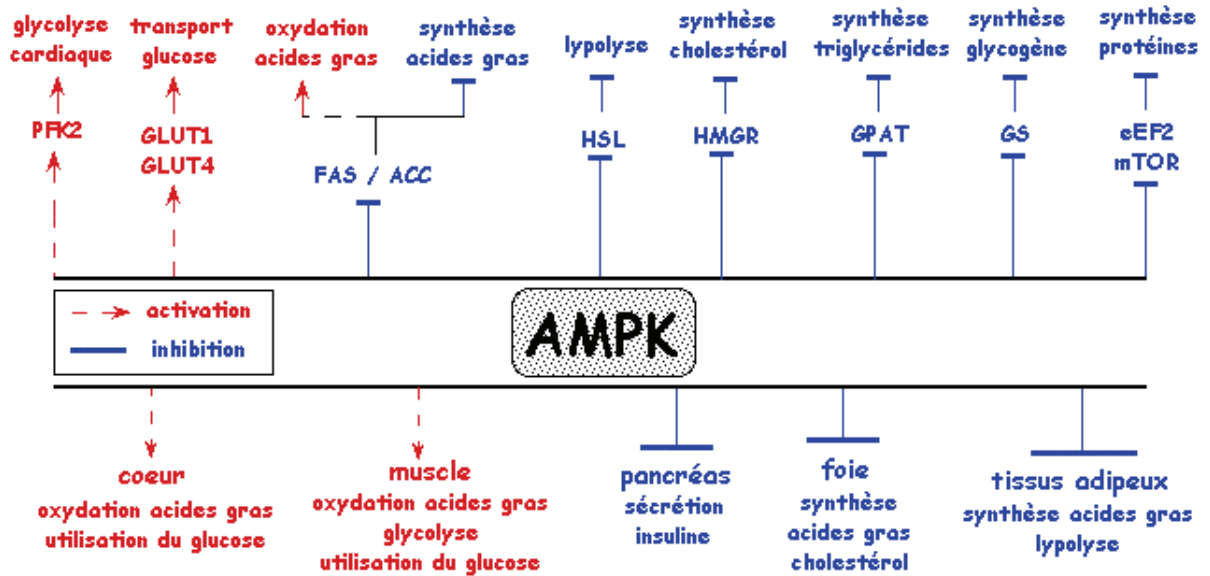 glycolyse
cardiaque
transport
glucose
oxydation
acides gras
synthèse
acides gras
lypolyse
synthèse
cholestérol
synthèse
triglycérides
synthèse
glycogène
synthèse
protéines
PFK2
GLUT1
GLUT4
FAS / ACC
HSL
HMGR
GPAT
GS
eEF2
mTOR
activation
inhibition
AMPK
coeur
oxydation acides gras
utilisation du glucose
muscle
oxydation acides gras
glycolyse
utilisation du glucose
pancréas
sécrétion
insuline
foie
synthèse
acides gras
cholestérol
tissus adipeux
synthèse acides gras
lypolyse